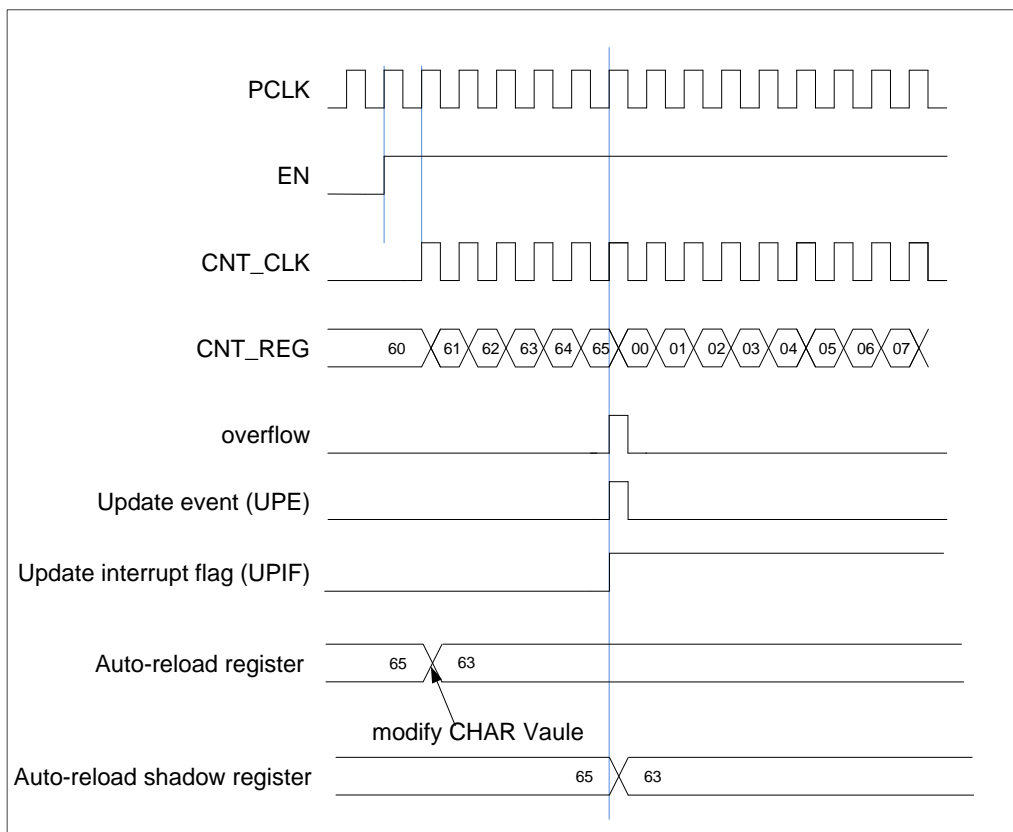 PCLK
EN
CNT_CLK
CNT_REG 60 61 62 63 64 65 00 01 02 03 04 05 06 07
overflow
Update event (UPE)
Update interrupt flag (UPIF)
Auto-reload register 65 63
modify CHAR Vaule
Auto-reload shadow register 65 63